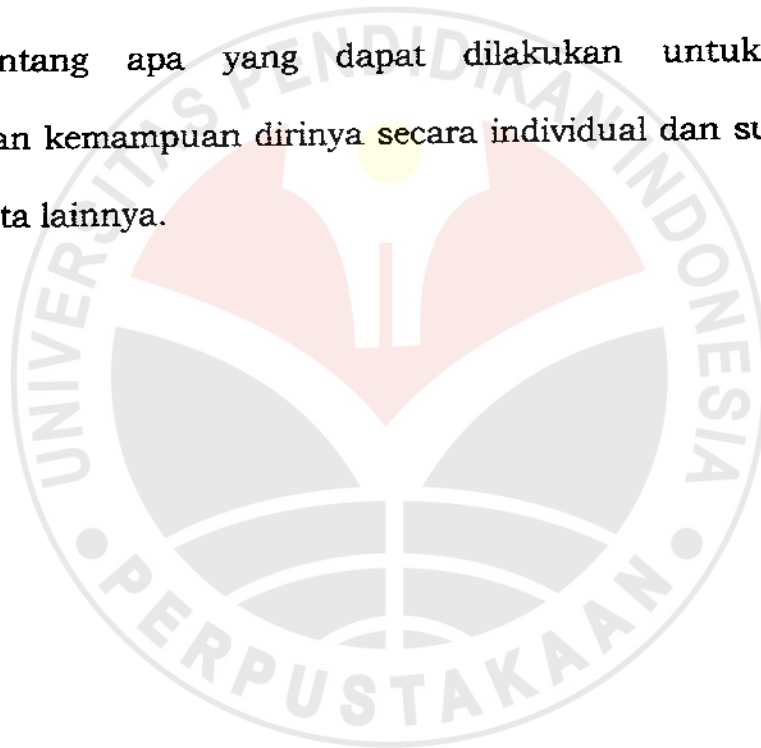 ntang apa yang dapat dilakukan untuk
an kemampuan dirinya secara individual dan su
ta lainnya.
UNIVERSITAS PENDIDIKAN INDONESIA
PERPUSTAKAAN